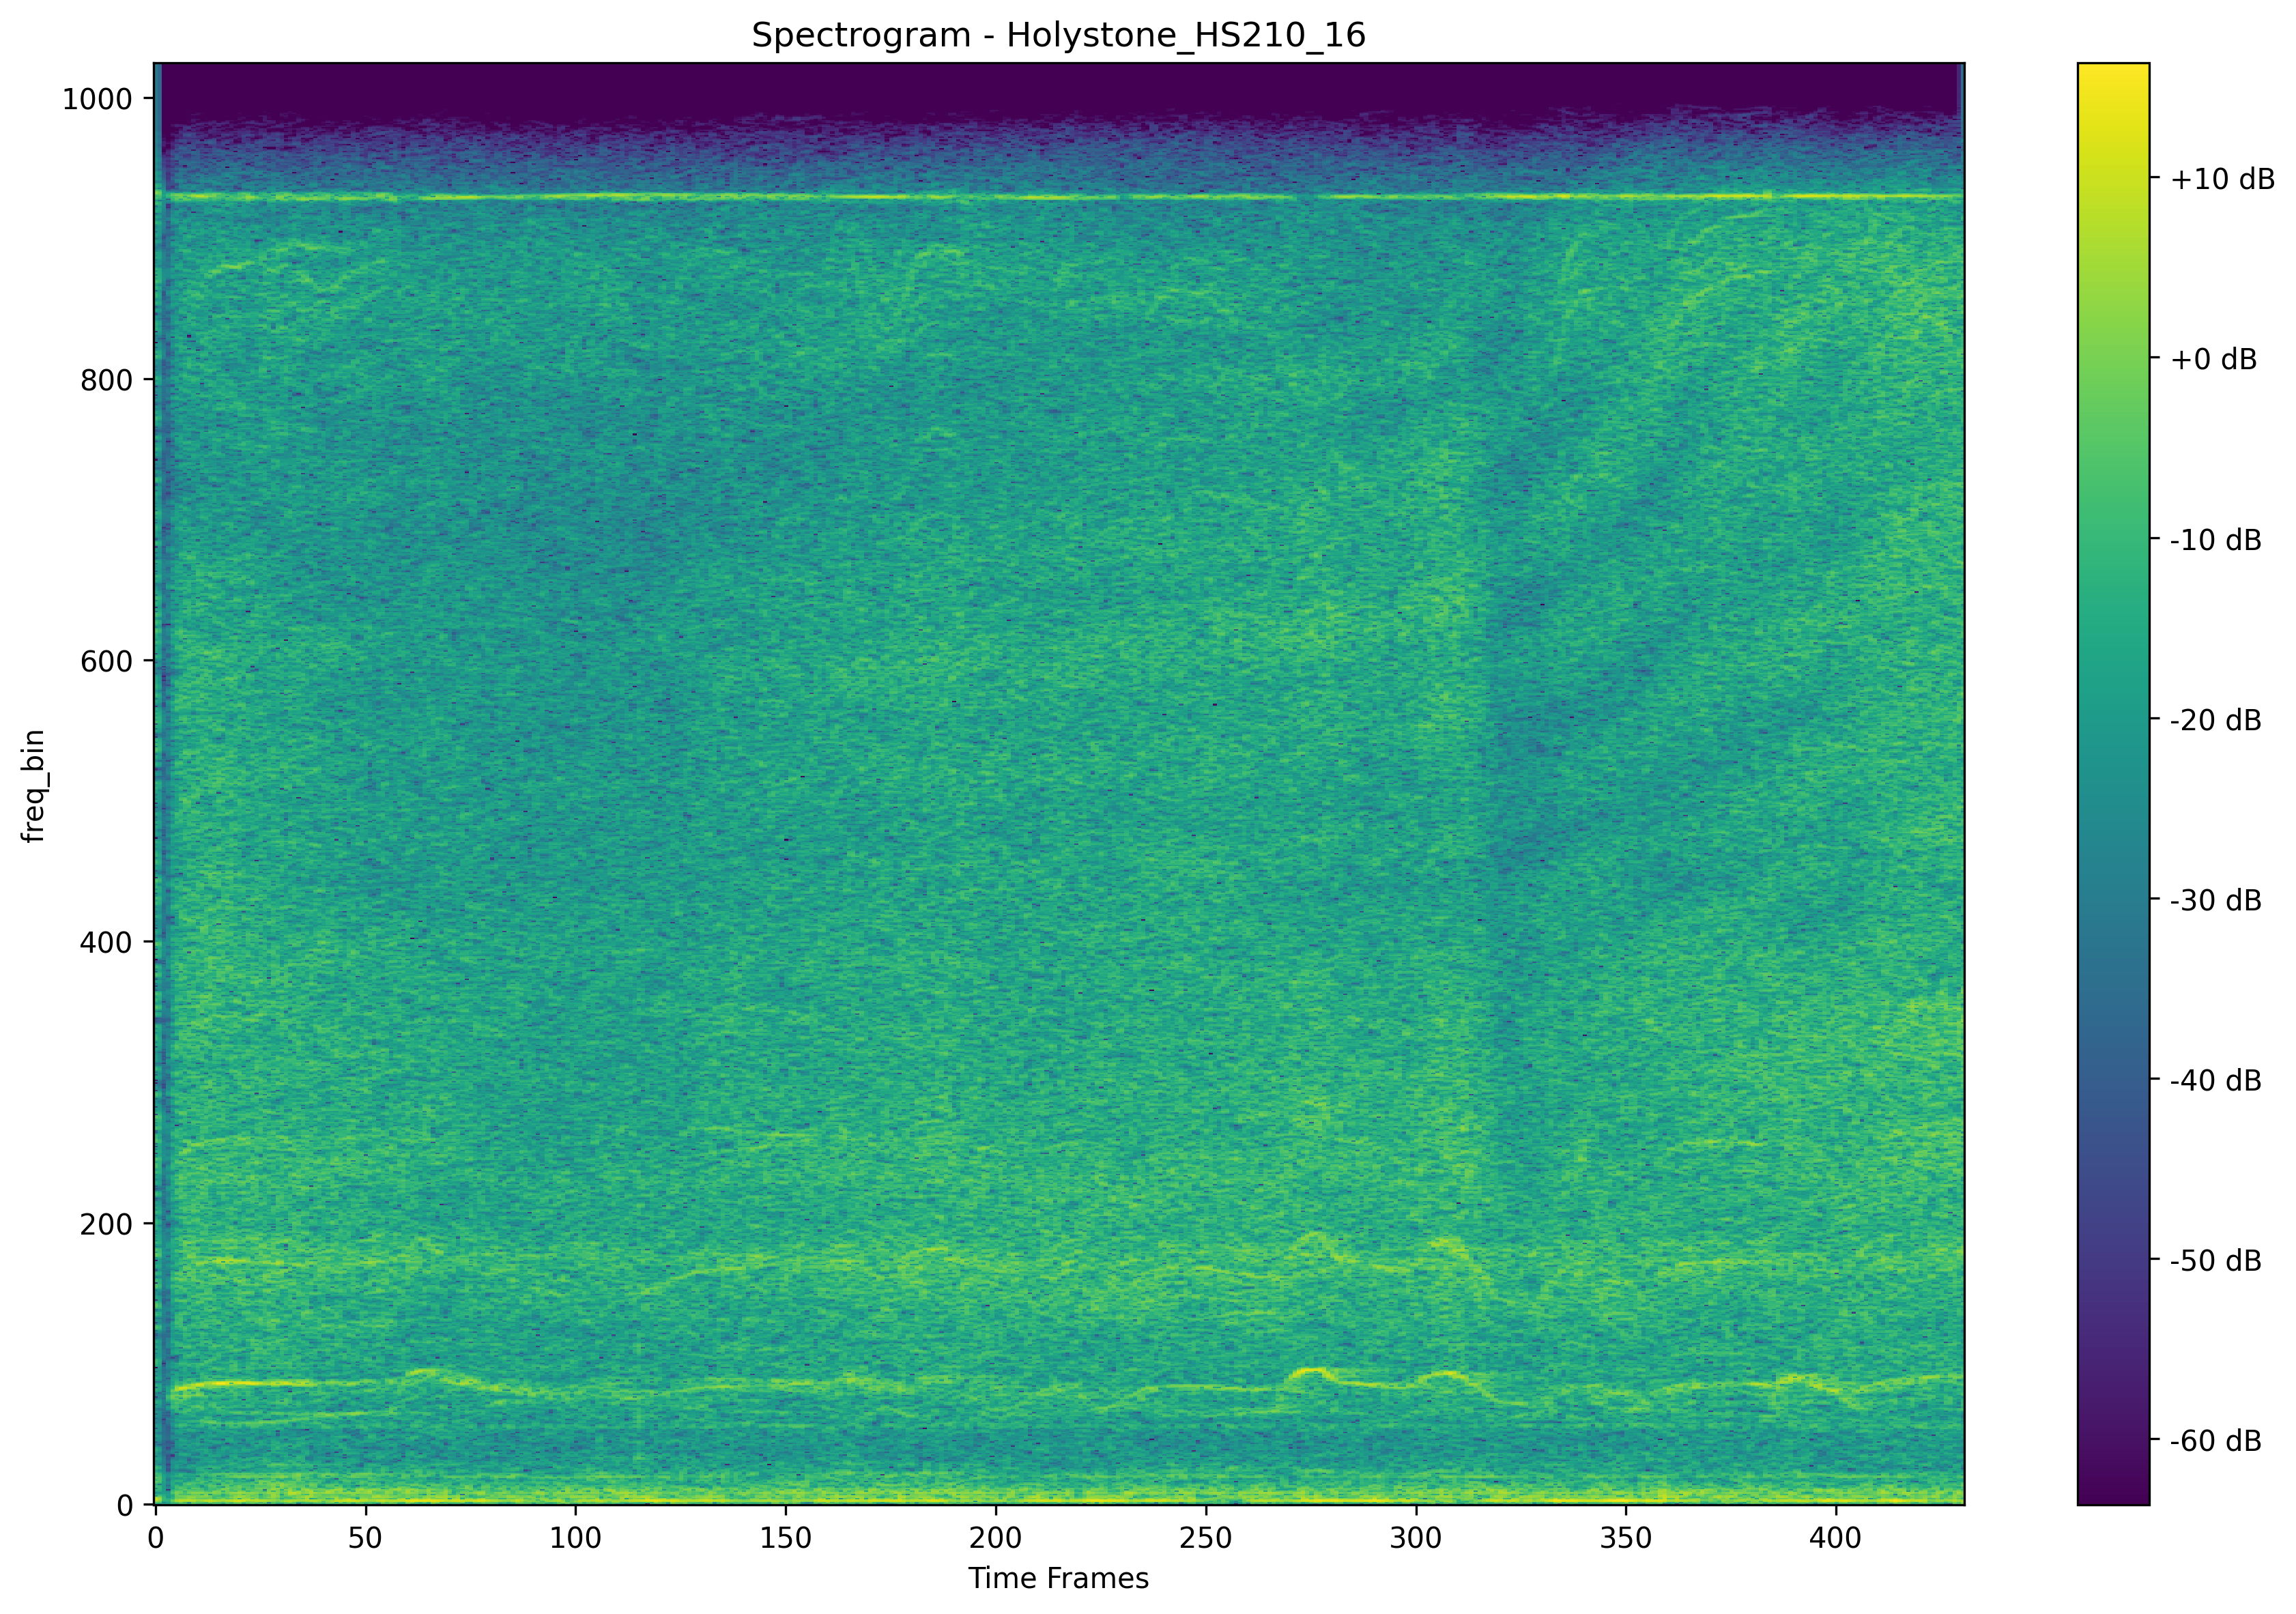 Spectrogram - Holystone_HS210_16
1000
800
600
400
200
0
freq_bin
0 50 100 150 200 250 300 350 400
Time Frames
+10 dB
+0 dB
-10 dB
-20 dB
-30 dB
-40 dB
-50 dB
-60 dB